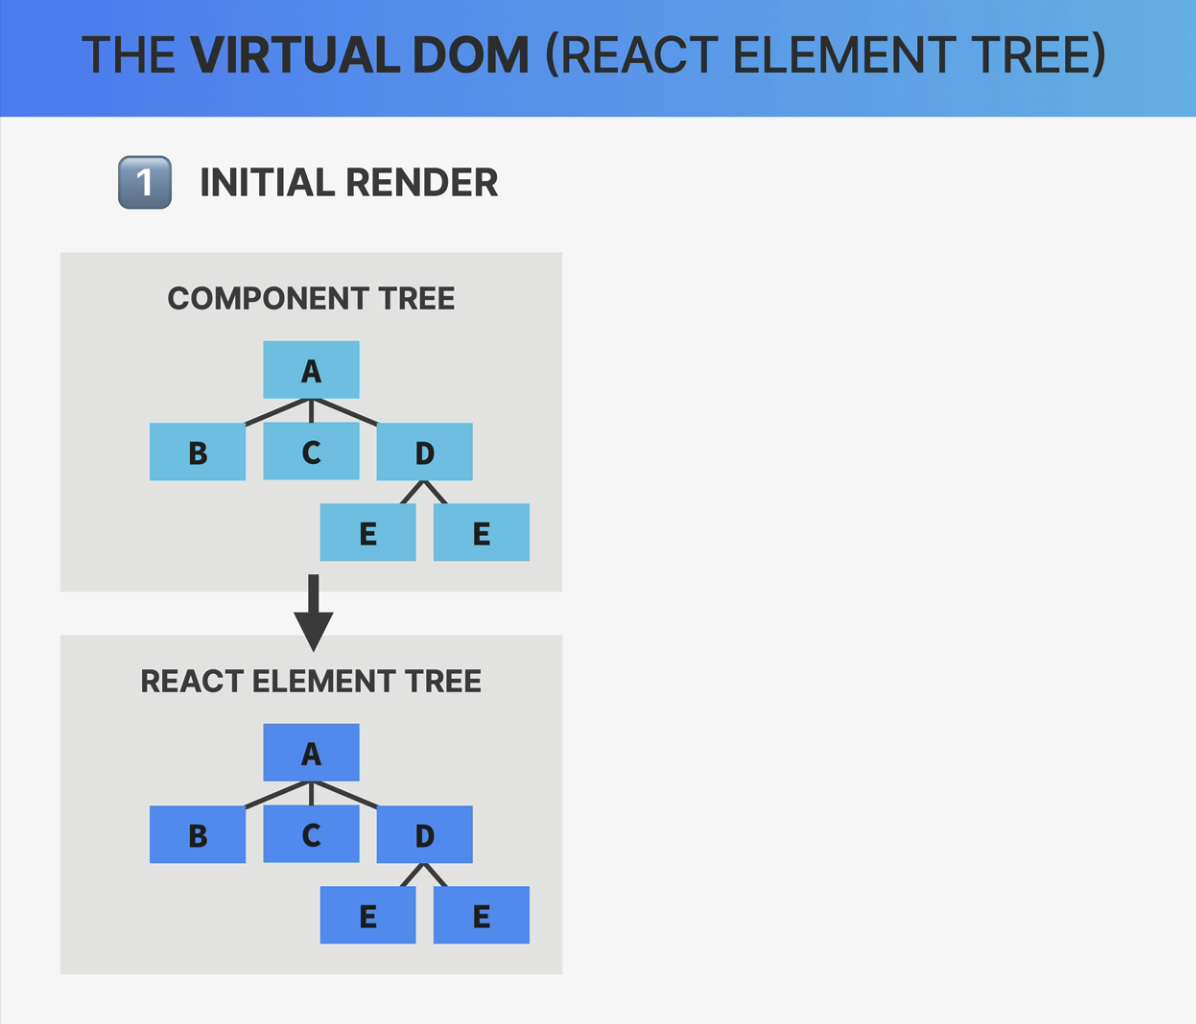 THE VIRTUAL DOM (REACT ELEMENT TREE)
1 INITIAL RENDER
COMPONENT TREE
A
B C D
E E
REACT ELEMENT TREE
A
B C D
E E